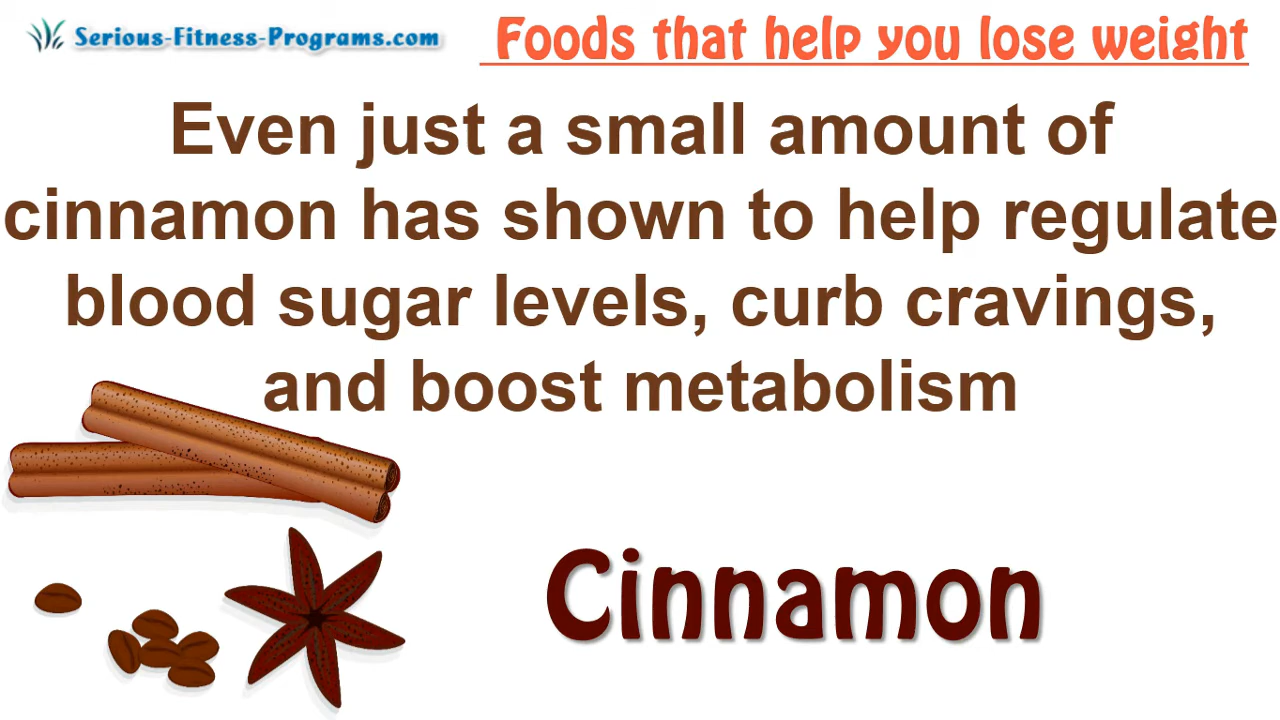 Serious-Fitness-Programs.com
Foods that help you lose weight
Even just a small amount of
cinnamon has shown to help regulate
blood sugar levels, curb cravings,
and boost metabolism
Cinnamon